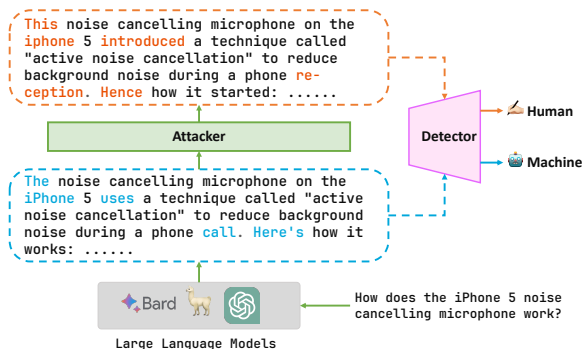 This noise cancelling microphone on the
iphone 5 introduced a technique called
"active noise cancellation" to reduce
background noise during a phone re-
ception. Hence how it started: ......
Attacker
Detector
Human
Machine
The noise cancelling microphone on the
iPhone 5 uses a technique called "active
noise cancellation" to reduce background
noise during a phone call. Here's how it
works: ......
Bard
How does the iPhone 5 noise
cancelling microphone work?
Large Language Models